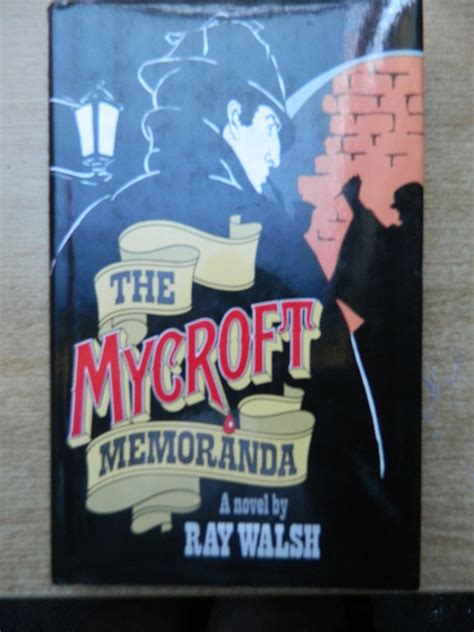 THE
MYCROFT
MEMORANDA
A novel by
RAY WALSH